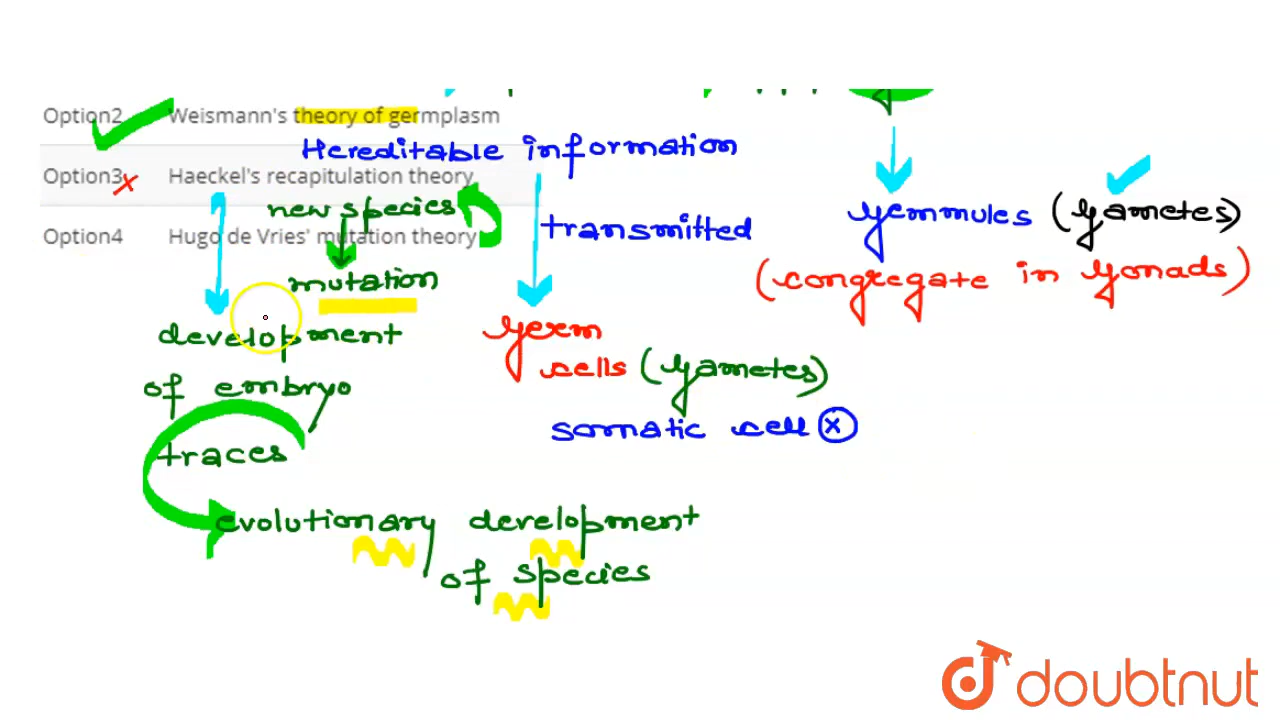 Option2 Weismann's theory of germplasm
Hereditable information
Option3 x Haeckel's recapitulation theory
new species
transmitted
Option4 Hugo de Vries' mutation theory
mutation
development
of embryo
traces
evolutionary development
of species
germ
cells (gametes)
somatic cell x
gemmules (gametes)
(congregate in gonads)
doubtnut